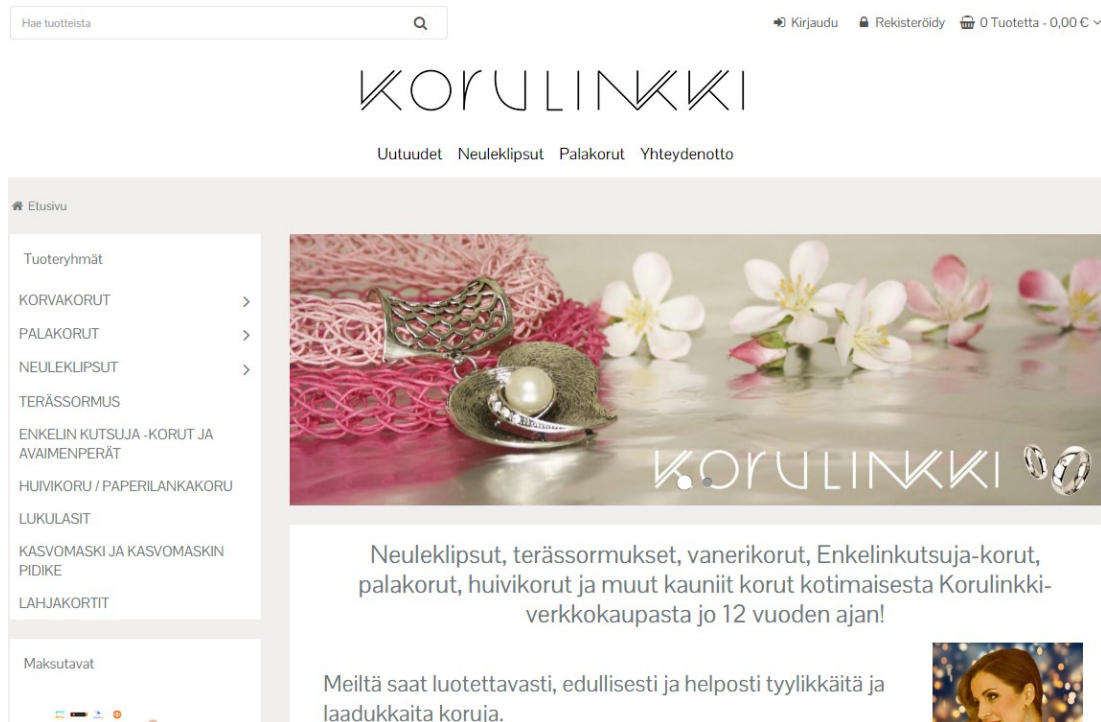 Hae tuotteista
Kirjaudu
Rekisteröidy
0 Tuotetta - 0,00 €
KORULINKKI
Uutuudet Neuleklipsut Palakorut Yhteydenotto
Etusivu
Tuoteryhmät
KORVAKORUT
PALAKORUT
NEULEKLIPSUT
TERÄSSORMUS
ENKELIN KUTSUJA -KORUT JA
AVAIMENPERÄT
HUIVIKORU / PAPERILANKAKORU
LUKULASIT
KASVOMASKI JA KASVOMASKIN
PIDIKE
LAHJAKORTIT
Maksutavat
KORULINKKI
Neuleklipsut, terässormukset, vanerikorut, Enkelinkutsuja-korut,
palakorut, huivikorut ja muut kauniit korut kotimaisesta Korulinkki-
verkkokaupasta jo 12 vuoden ajan!
Meiltä saat luotettavasti, edullisesti ja helposti tyylikkäitä ja
laadukkaita koruja.